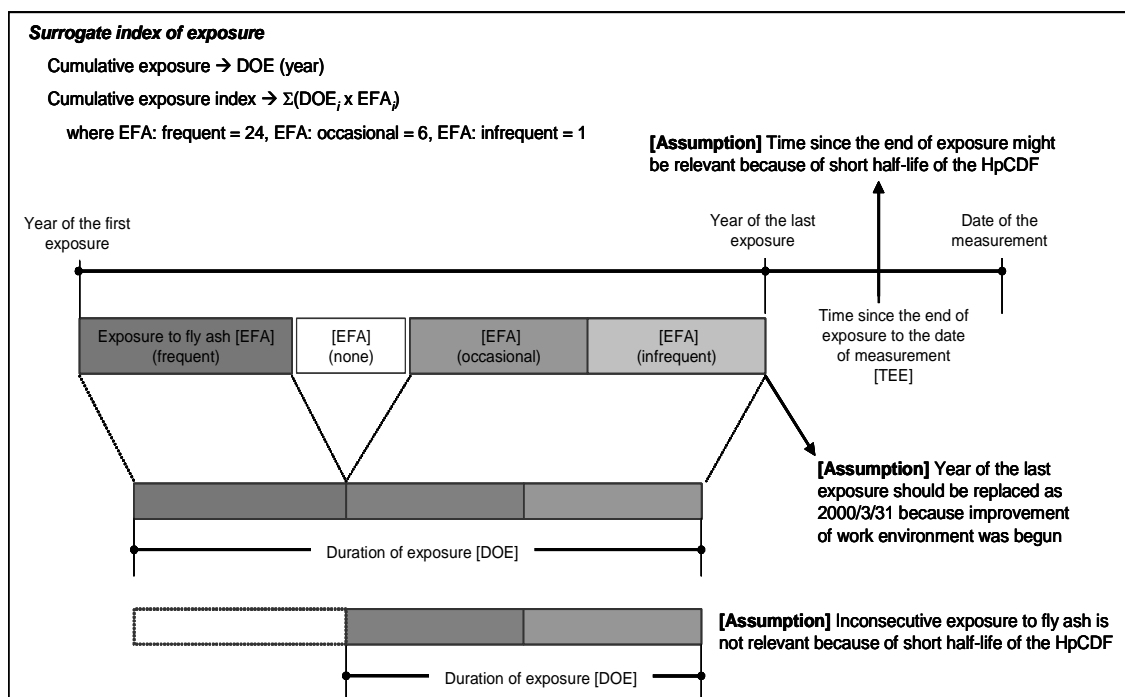 Surrogate index of exposure
Cumulative exposure → DOE (year)
Cumulative exposure index → Σ(DOEi x EFAi)
where EFA: frequent = 24, EFA: occasional = 6, EFA: infrequent = 1
[Assumption] Time since the end of exposure might
be relevant because of short half-life of the HpCDF
Year of the first
exposure
Year of the last
exposure
Date of the
measurement
Exposure to fly ash [EFA]
(frequent)
[EFA]
(none)
[EFA]
(occasional)
[EFA]
(infrequent)
Time since the end of
exposure to the date
of measurement
[TEE]
[Assumption] Year of the last
exposure should be replaced as
2000/3/31 because improvement
of work environment was begun
Duration of exposure [DOE]
[Assumption] Inconsecutive exposure to fly ash is
not relevant because of short half-life of the HpCDF
Duration of exposure [DOE]